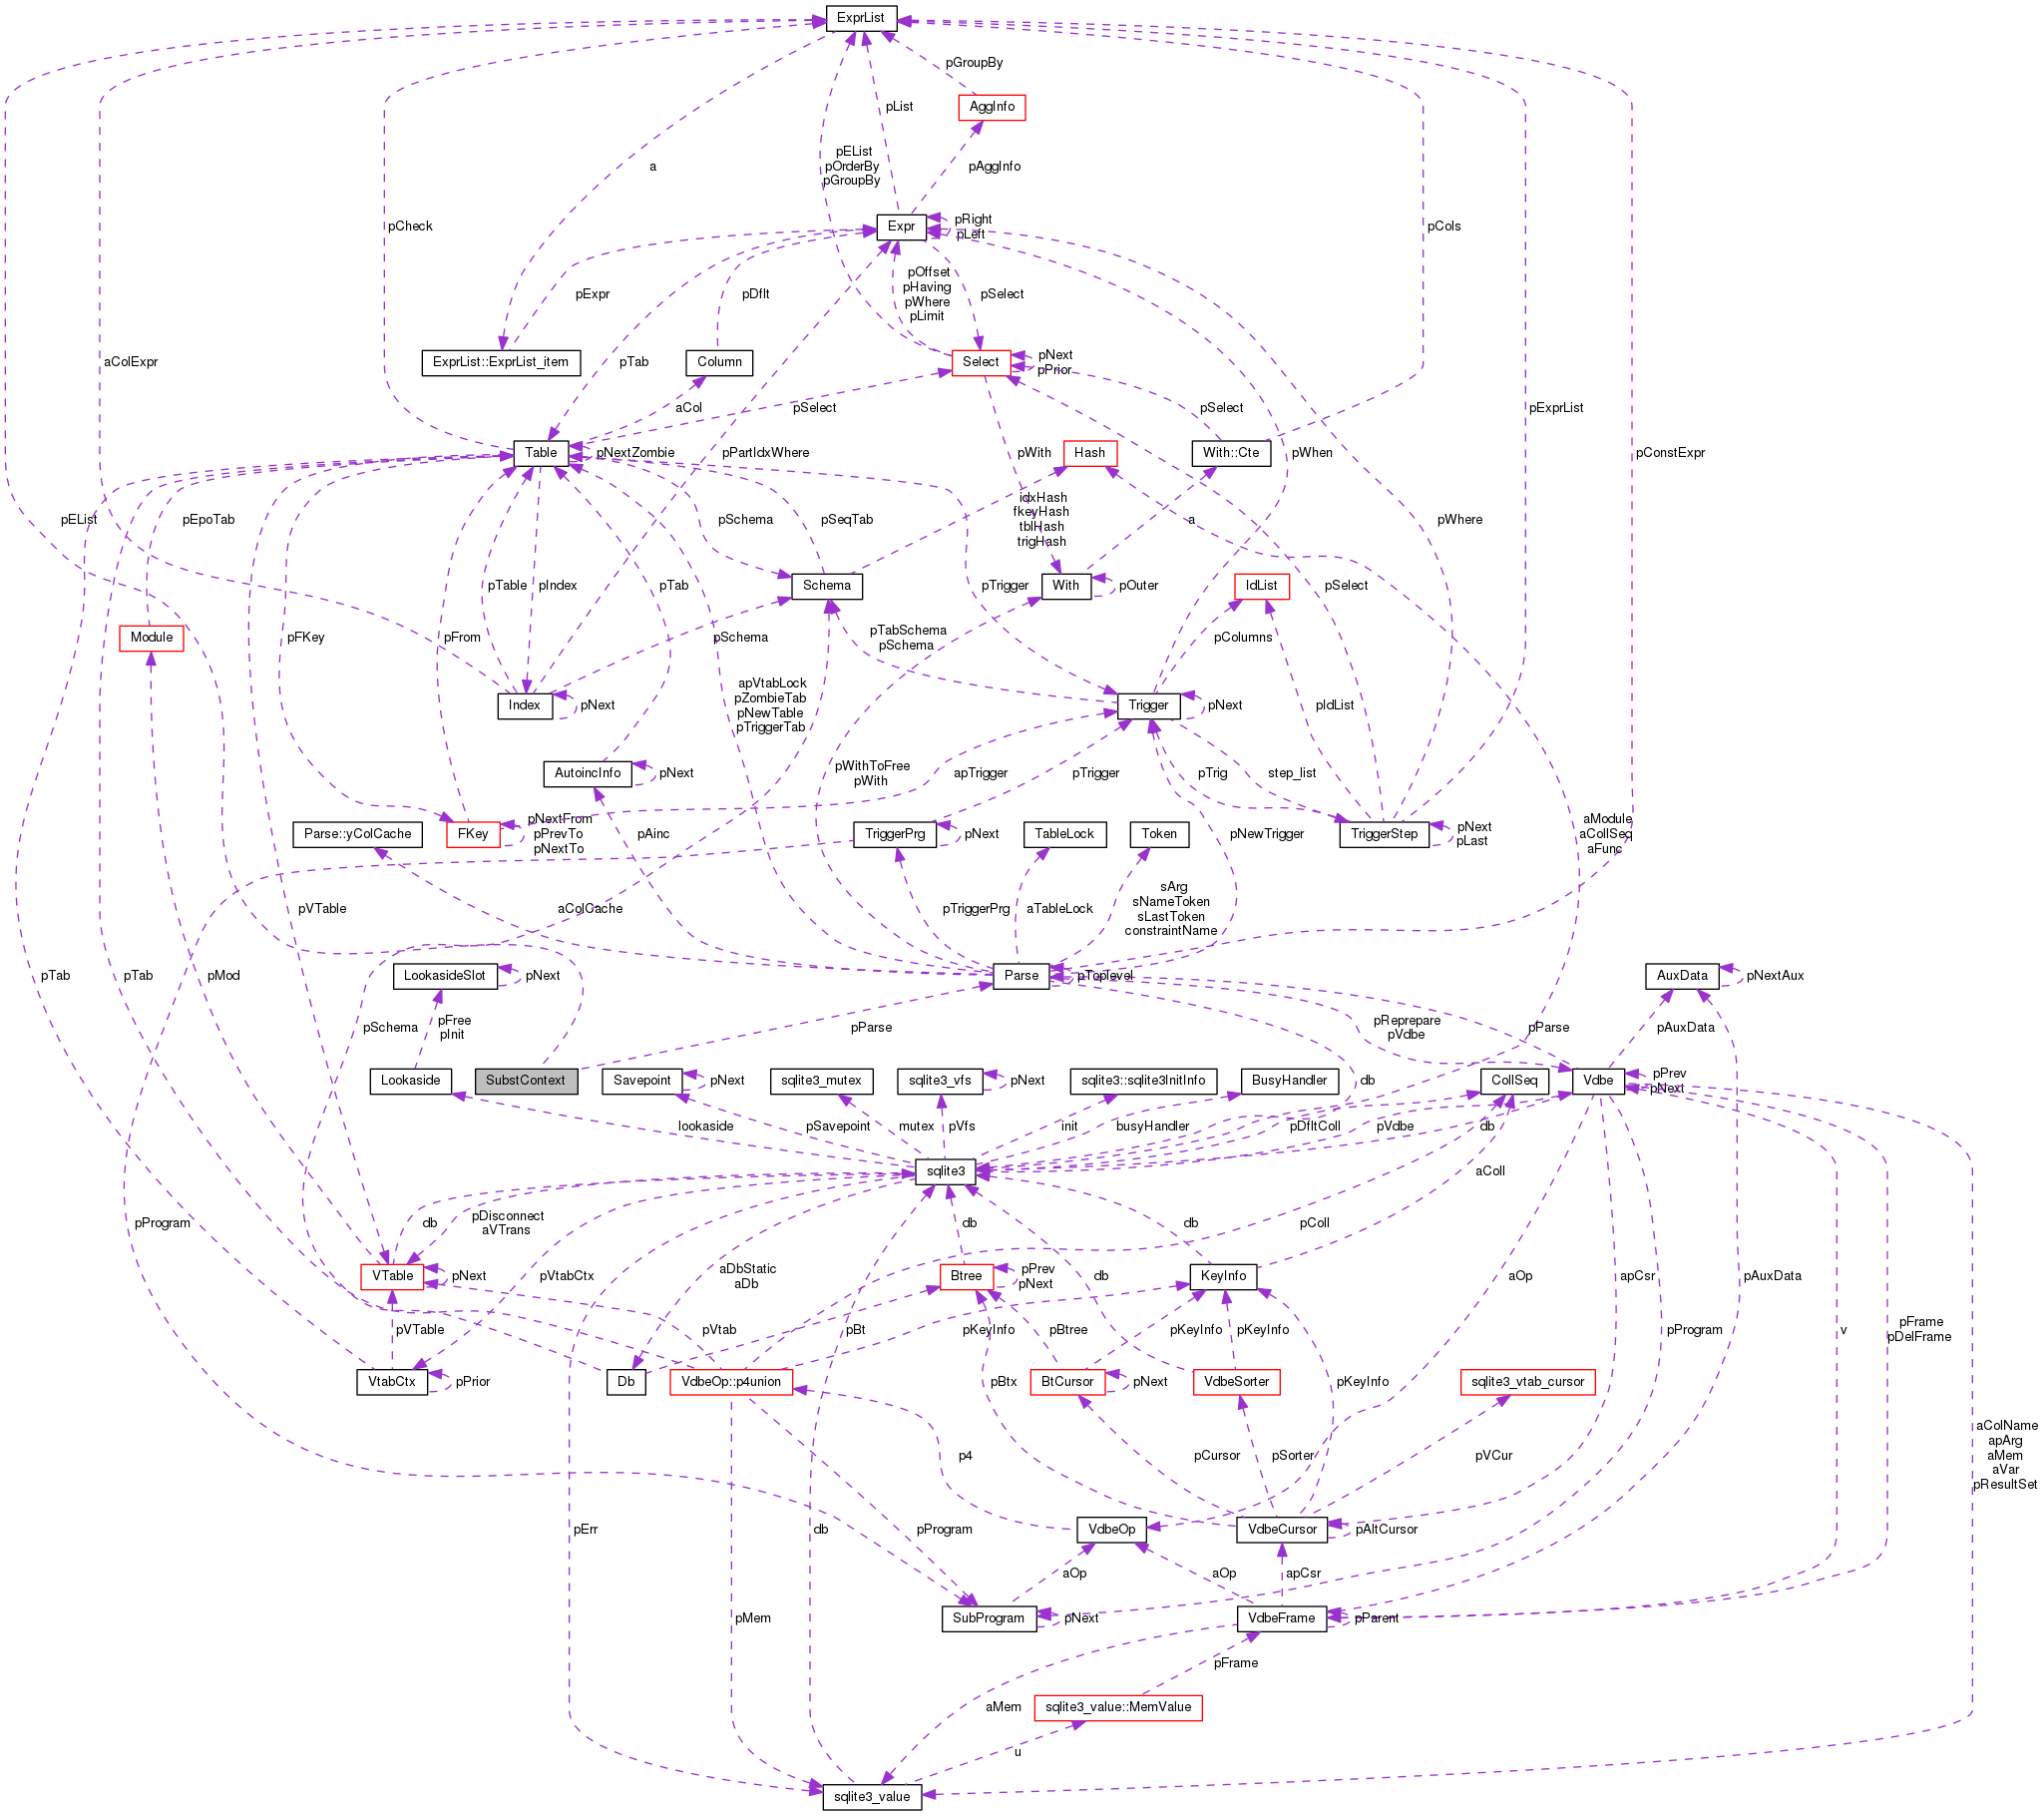 ExprList
pGroupBy
AggInfo
pList
a
pEList
pOrderBy
pGroupBy
pAggInfo
Expr
pRight
pLeft
pCheck
pCols
pOffset
pHaving
pWhere
pLimit
pExpr
pDflt
pSelect
ExprList::ExprList_item
pTab
Column
Select
pNext
pPrior
aColExpr
aCol
pSelect
pSelect
pExprList
Table
pNextZombie
pPartIdxWhere
pWith
Hash
With::Cte
pWhen
pConstExpr
pEList
pEpoTab
pSchema
pSeqTab
idxHash
fkeyHash
tblHash
trigHash
a
pWhere
pTable
pIndex
pTab
Schema
pTrigger
With
pOuter
IdList
pSelect
Module
pFKey
pFrom
pSchema
pTabSchema
pSchema
pColumns
Index
pNext
apVtabLock
pZombieTab
pNewTable
pTriggerTab
Trigger
pNext
pIdList
AutoincInfo
pNext
pWithToFree
pWith
apTrigger
pTrigger
pTrig
step_list
Parse::yColCache
FKey
pNextFrom
pPrevTo
pNextTo
pAinc
TriggerPrg
pNext
TableLock
Token
pNewTrigger
TriggerStep
pNext
pLast
aModule
aCollSeq
aFunc
pVTable
aColCache
pTriggerPrg
aTableLock
sArg
sNameToken
sLastToken
constraintName
pTab
pTab
pMod
LookasideSlot
pNext
Parse
pToplevel
AuxData
pNextAux
pSchema
pFree
pInit
pParse
pReprepare
pVdbe
pParse
pAuxData
Lookaside
SubstContext
Savepoint
pNext
sqlite3_mutex
sqlite3_vfs
pNext
sqlite3::sqlite3InitInfo
BusyHandler
db
CollSeq
Vdbe
pPrev
pNext
lookaside
pSavepoint
mutex
pVfs
init
busyHandler
pDfltColl
pVdbe
db
sqlite3
aColl
pProgram
db
pDisconnect
aVTrans
db
db
pColl
VTable
pNext
pVtabCtx
aDbStatic
aDb
Btree
pPrev
pNext
db
KeyInfo
aOp
apCsr
pAuxData
pVTable
pVtab
pBt
pKeyInfo
pBtree
pKeyInfo
pKeyInfo
pProgram
v
pFrame
pDelFrame
VtabCtx
pPrior
Db
VdbeOp::p4union
pBtx
BtCursor
pNext
VdbeSorter
pKeyInfo
sqlite3_vtab_cursor
p4
pCursor
pSorter
pVCur
aColName
apArg
aMem
aVar
pResultSet
pErr
db
pProgram
VdbeOp
VdbeCursor
pAltCursor
aOp
aOp
apCsr
pMem
SubProgram
pNext
VdbeFrame
pParent
pFrame
aMem
sqlite3_value::MemValue
u
sqlite3_value